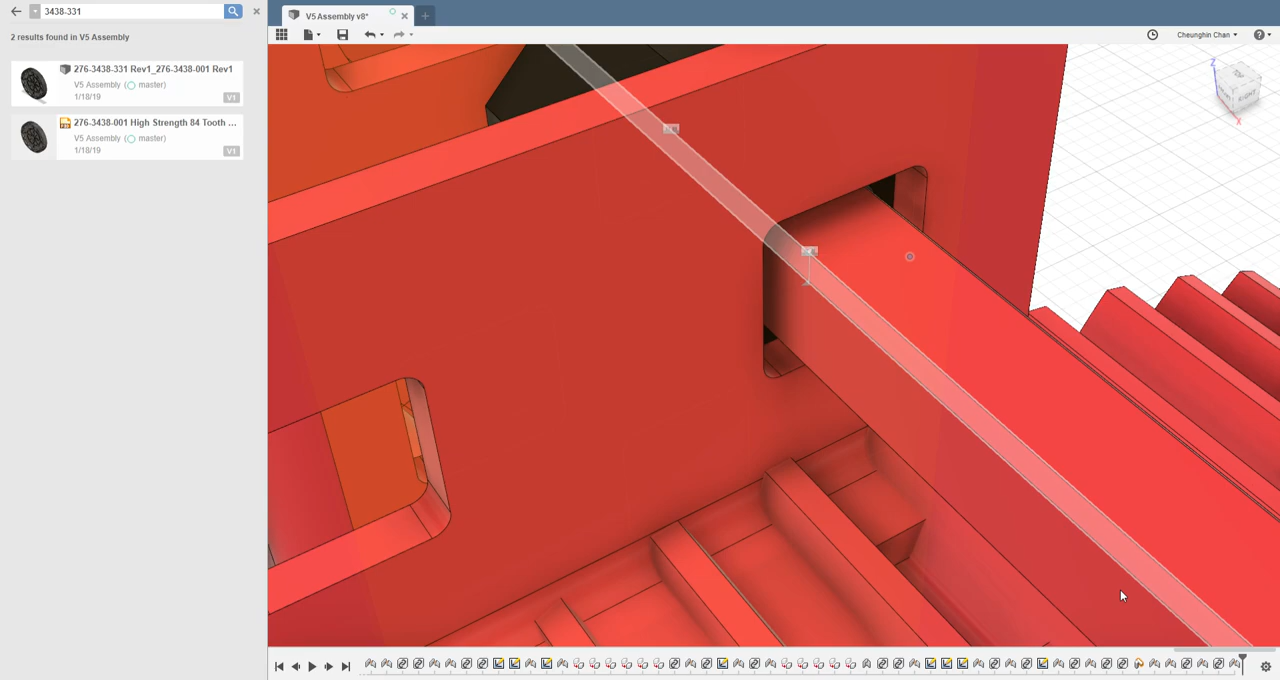 3438-331
2 results found in V5 Assembly
276-3438-331 Rev1_276-3438-001 Rev1
V5 Assembly (master)
1/18/19
V1
276-3438-001 High Strength 84 Tooth ...
V5 Assembly (master)
1/18/19
V1
V5 Assembly v8*
Cheunghin Chan
Z
RIGHT
X